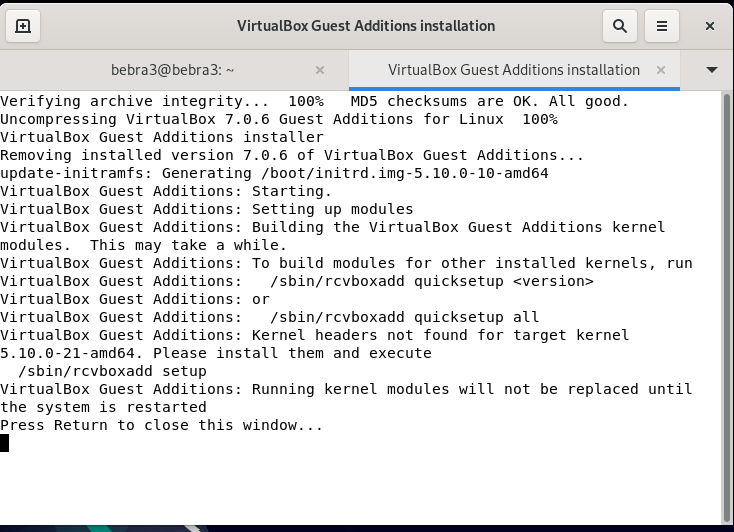 VirtualBox Guest Additions installation
bebra3@bebra3: ~
VirtualBox Guest Additions installation
Verifying archive integrity...  100%   MD5 checksums are OK. All good.
Uncompressing VirtualBox 7.0.6 Guest Additions for Linux  100%
VirtualBox Guest Additions installer
Removing installed version 7.0.6 of VirtualBox Guest Additions...
update-initramfs: Generating /boot/initrd.img-5.10.0-10-amd64
VirtualBox Guest Additions: Starting.
VirtualBox Guest Additions: Setting up modules
VirtualBox Guest Additions: Building the VirtualBox Guest Additions kernel
modules.  This may take a while.
VirtualBox Guest Additions: To build modules for other installed kernels, run
VirtualBox Guest Additions:   /sbin/rcvboxadd quicksetup <version>
VirtualBox Guest Additions: or
VirtualBox Guest Additions:   /sbin/rcvboxadd quicksetup all
VirtualBox Guest Additions: Kernel headers not found for target kernel
5.10.0-21-amd64. Please install them and execute
  /sbin/rcvboxadd setup
VirtualBox Guest Additions: Running kernel modules will not be replaced until
the system is restarted
Press Return to close this window...